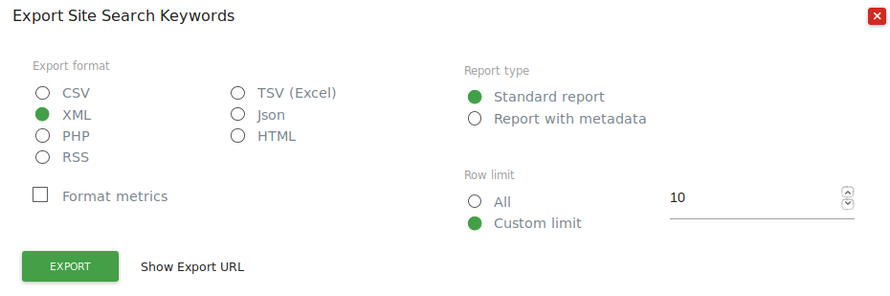 Export Site Search Keywords
Export format
CSV
XML
PHP
RSS
TSV (Excel)
Json
HTML
Format metrics
Report type
Standard report
Report with metadata
Row limit
All
Custom limit
10
EXPORT
Show Export URL